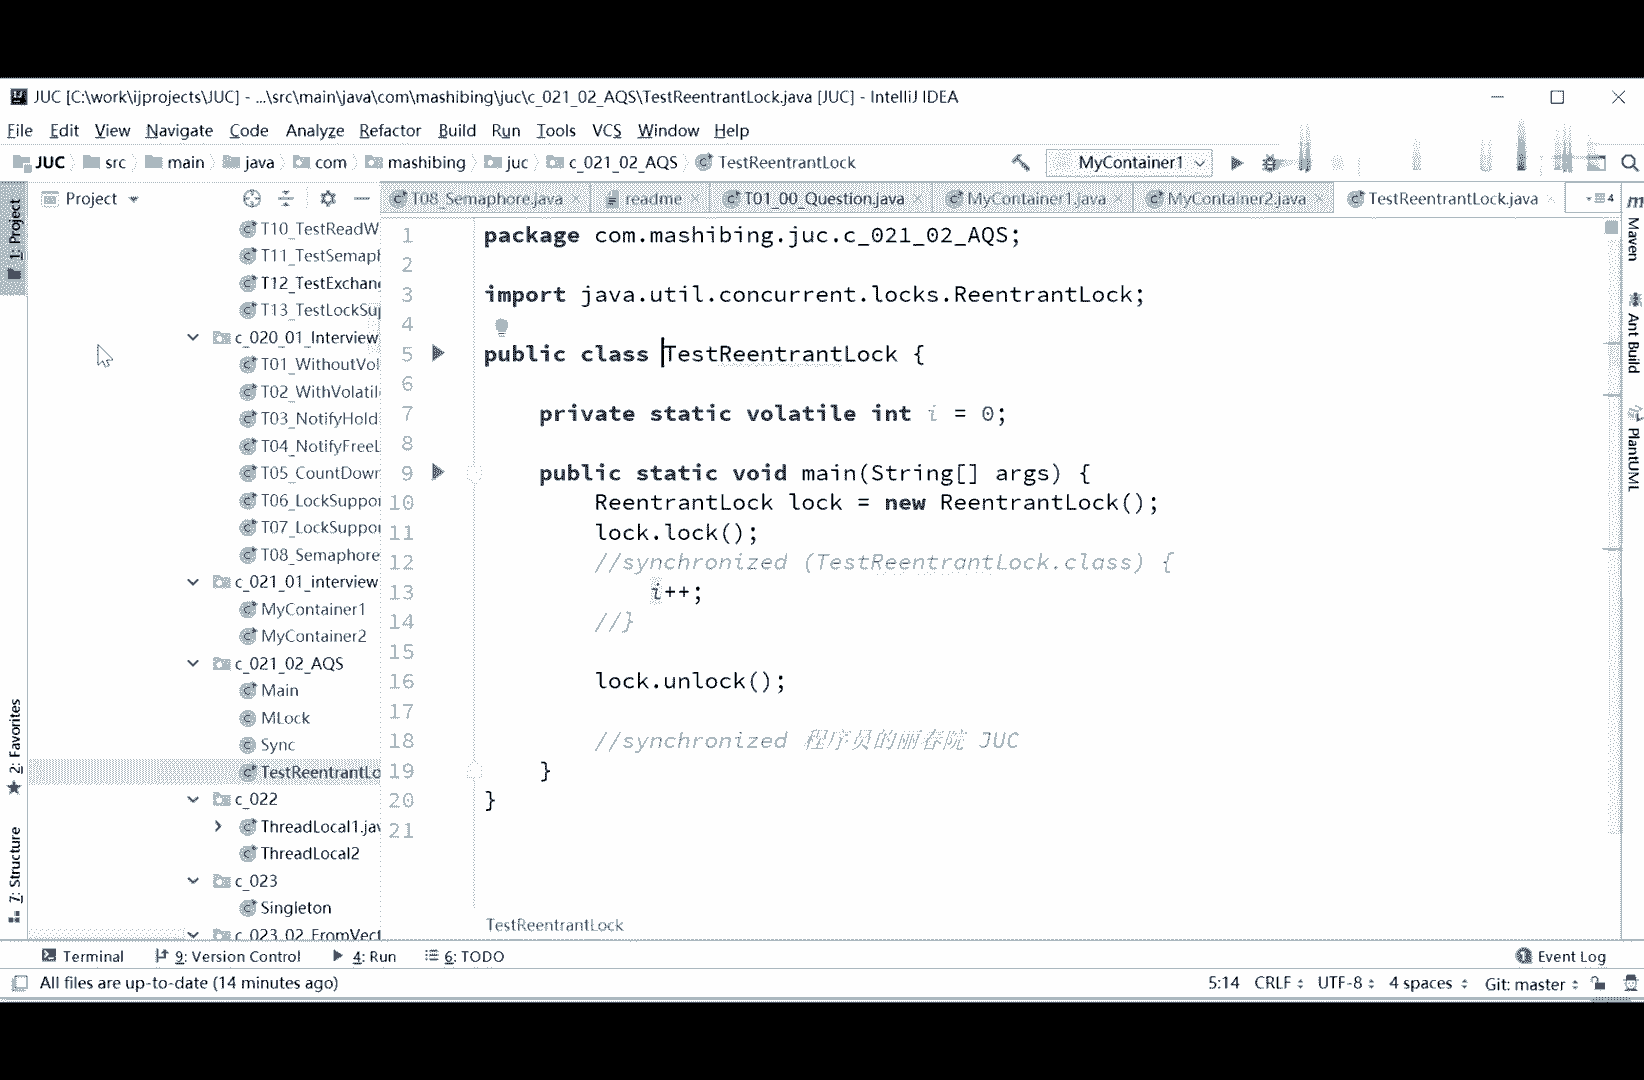 JUC [C:\work\ijprojects\JUC] - ...\src\main\java\com\mashibing\juc\c_021_02_AQS\TestReentrantLock.java [JUC] - IntelliJ IDEA
File Edit View Navigate Code Analyze Refactor Build Run Tools VCS Window Help
JUC src main java com mashibing juc c_021_02_AQS TestReentrantLock MyContainer1
Project T08_Semaphore.java readme T01_00_Question.java MyContainer1.java MyContainer2.java TestReentrantLock.java 4
1: Project
2: Favorites
7: Structure
T10_TestReadW
T11_TestSemaph
T12_TestExchan
T13_TestLockSup
c_020_01_Interview
T01_WithoutVol
T02_WithVolatil
T03_NotifyHold
T04_NotifyFreeL
T05_CountDown
T06_LockSuppor
T07_LockSuppor
T08_Semaphore
c_021_01_interview
MyContainer1
MyContainer2
c_021_02_AQS
Main
MLock
Sync
TestReentrantLo
c_022
ThreadLocal1.jav
ThreadLocal2
c_023
Singleton
c_023_02_FromVect
1 package com.mashibing.juc.c_021_02_AQS;
2
3 import java.util.concurrent.locks.ReentrantLock;
4
5 public class TestReentrantLock {
6
7 private static volatile int i = 0;
8
9 public static void main(String[] args) {
10 ReentrantLock lock = new ReentrantLock();
11 lock.lock();
12 //synchronized (TestReentrantLock.class) {
13 i++;
14 //}
15
16 lock.unlock();
17
18 //synchronized 程序员的丽春院 JUC
19 }
20 }
21
TestReentrantLock
m Maven
Ant Build
PlantUML
Terminal 9: Version Control 4: Run 6: TODO 1 Event Log
All files are up-to-date (14 minutes ago) 5:14 CRLF UTF-8 4 spaces Git: master